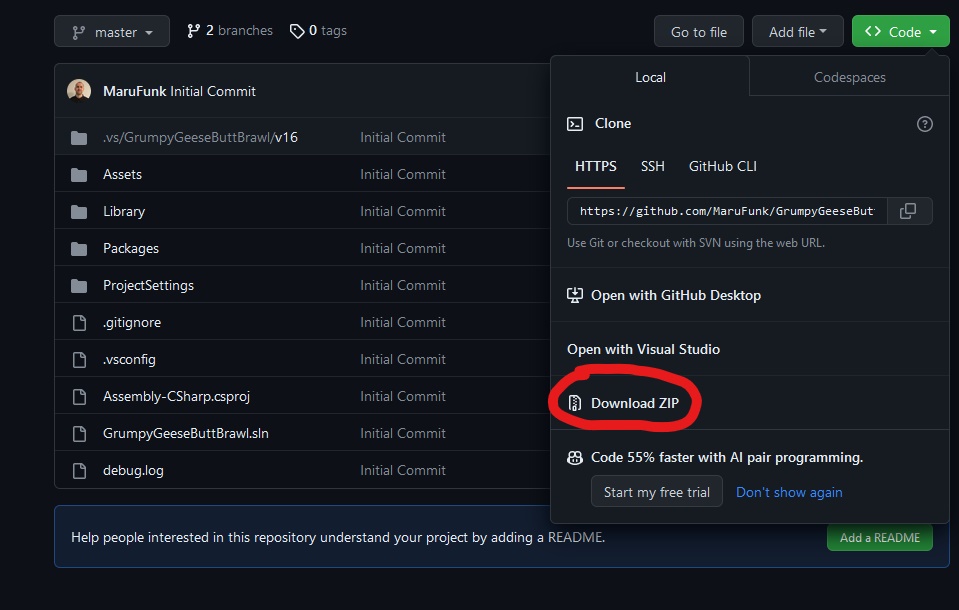 master
2 branches
0 tags
Go to file
Add file
Code
MaruFunk Initial Commit
.vs/GrumpyGeeseButtBrawl/v16 Initial Commit
Assets Initial Commit
Library Initial Commit
Packages Initial Commit
ProjectSettings Initial Commit
.gitignore Initial Commit
.vsconfig Initial Commit
Assembly-CSharp.csproj Initial Commit
GrumpyGeeseButtBrawl.sln Initial Commit
debug.log Initial Commit
Local
Codespaces
Clone
HTTPS SSH GitHub CLI
https://github.com/MaruFunk/GrumpyGeeseBut
Use Git or checkout with SVN using the web URL.
Open with GitHub Desktop
Open with Visual Studio
Download ZIP
Code 55% faster with AI pair programming.
Start my free trial
Don't show again
Help people interested in this repository understand your project by adding a README.
Add a README